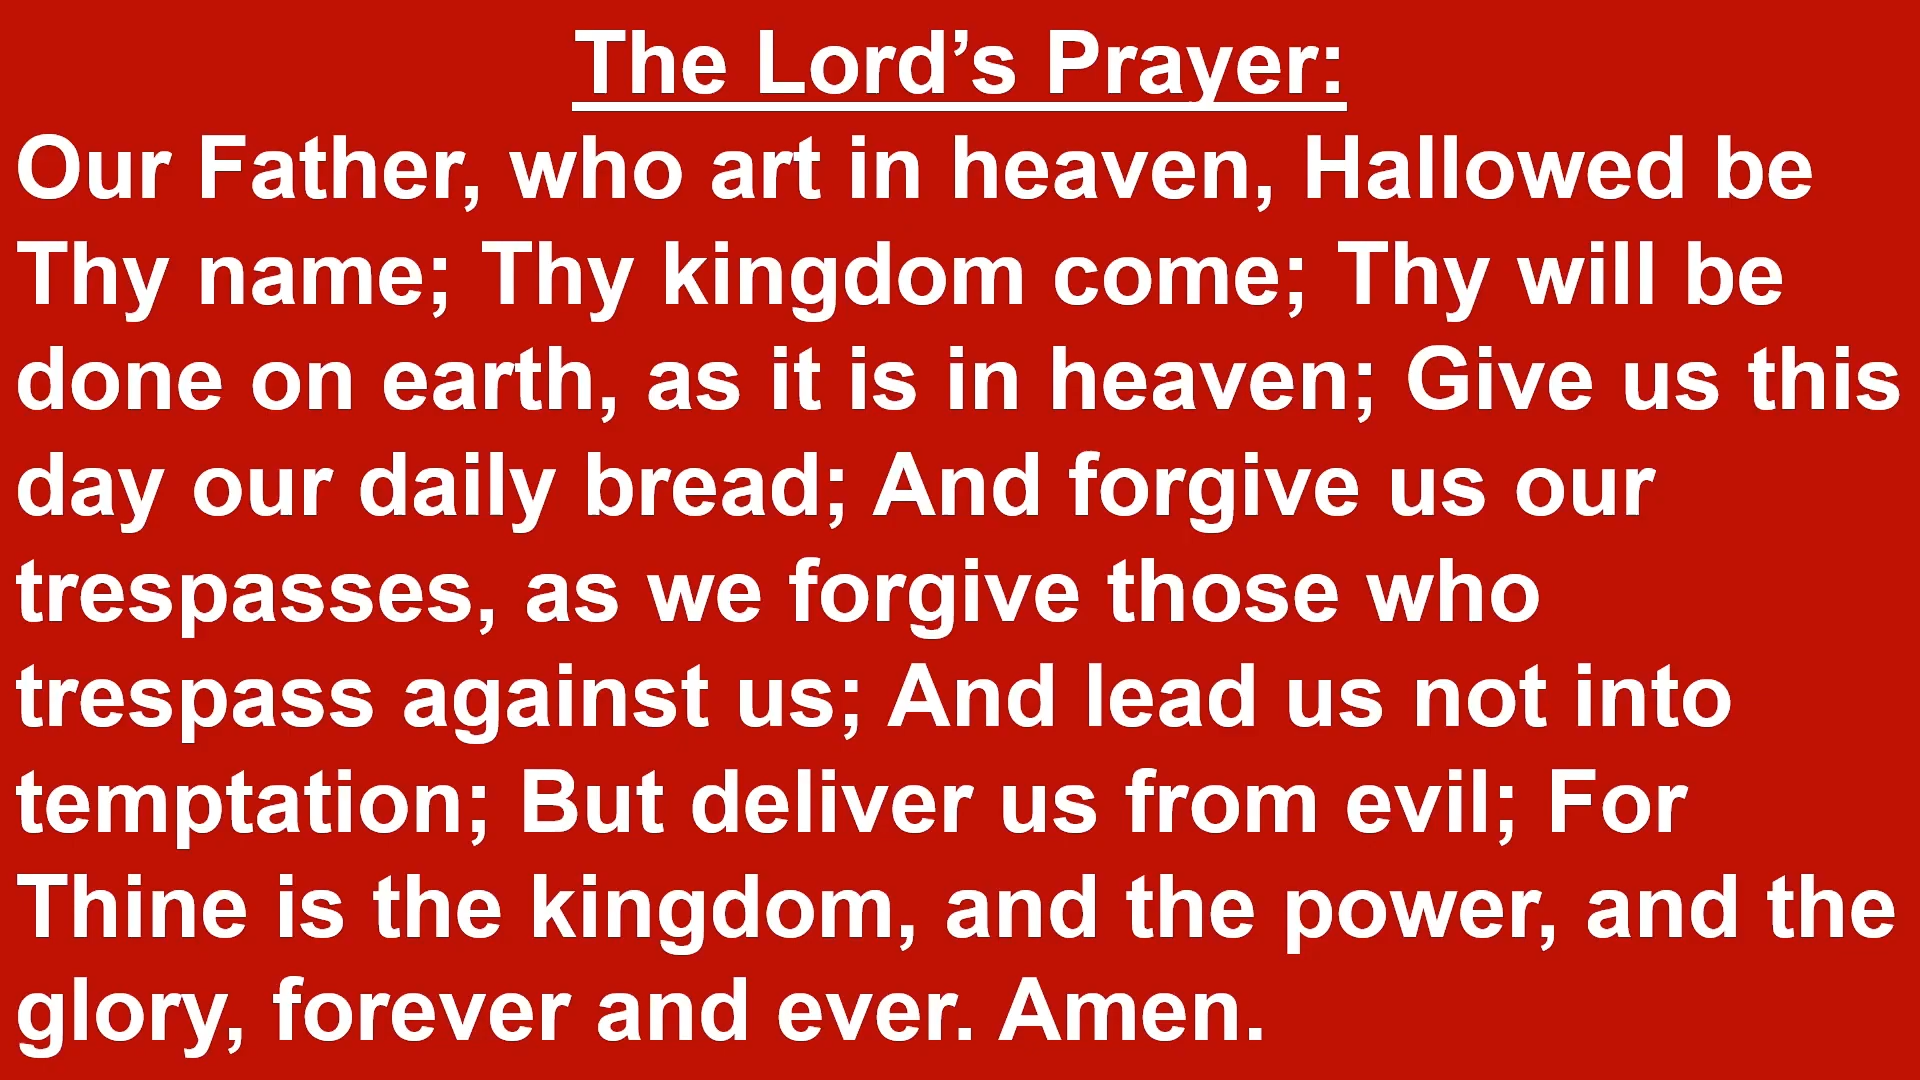 The Lord’s Prayer:
Our Father, who art in heaven, Hallowed be
Thy name; Thy kingdom come; Thy will be
done on earth, as it is in heaven; Give us this
day our daily bread; And forgive us our
trespasses, as we forgive those who
trespass against us; And lead us not into
temptation; But deliver us from evil; For
Thine is the kingdom, and the power, and the
glory, forever and ever. Amen.